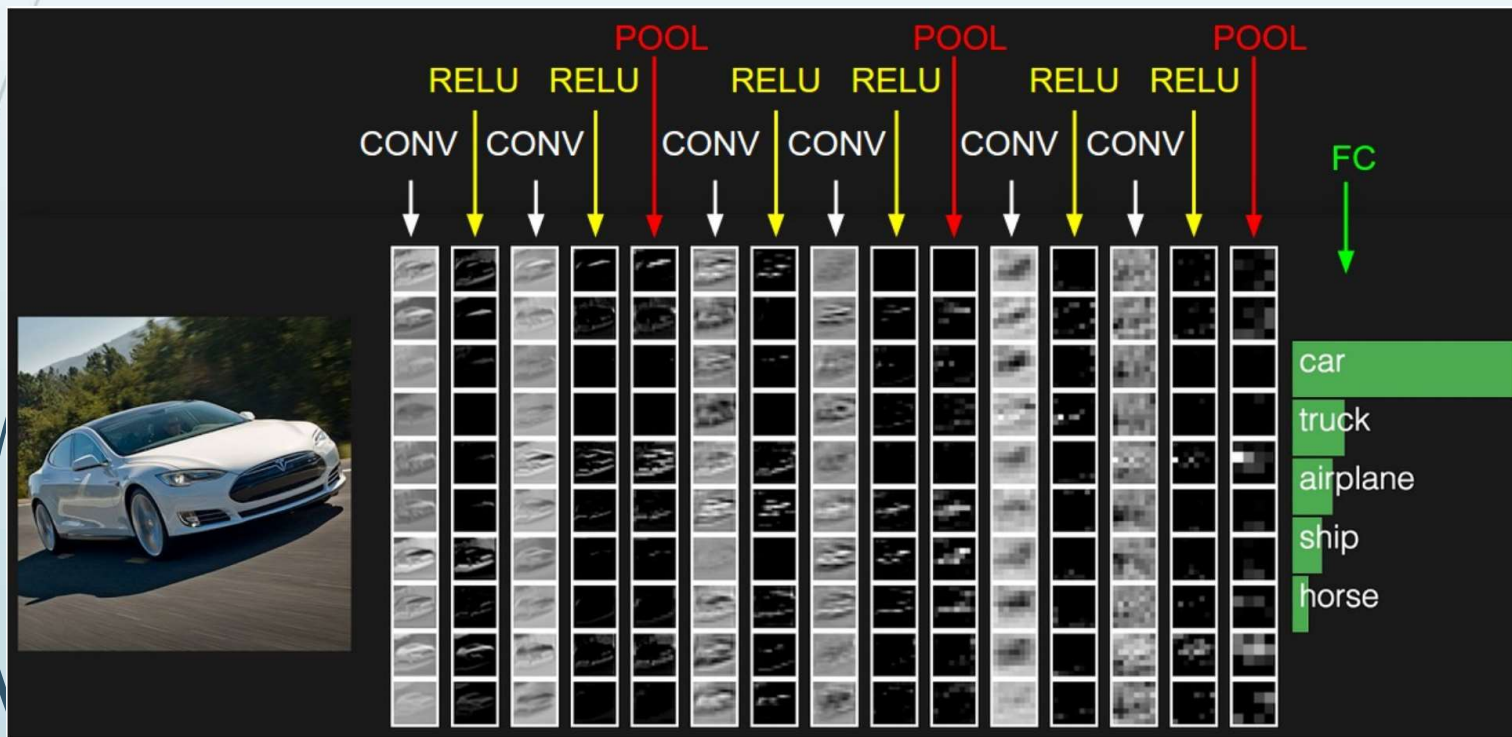 POOL POOL POOL
RELU RELU RELU RELU RELU RELU
CONV CONV CONV CONV CONV CONV
FC
car
truck
airplane
ship
horse